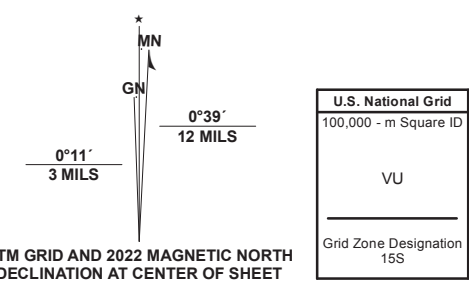 ★
MN
GN
0°39´
12 MILS
0°11´
3 MILS
TM GRID AND 2022 MAGNETIC NORTH
DECLINATION AT CENTER OF SHEET
U.S. National Grid
100,000 - m Square ID
VU
Grid Zone Designation
15S